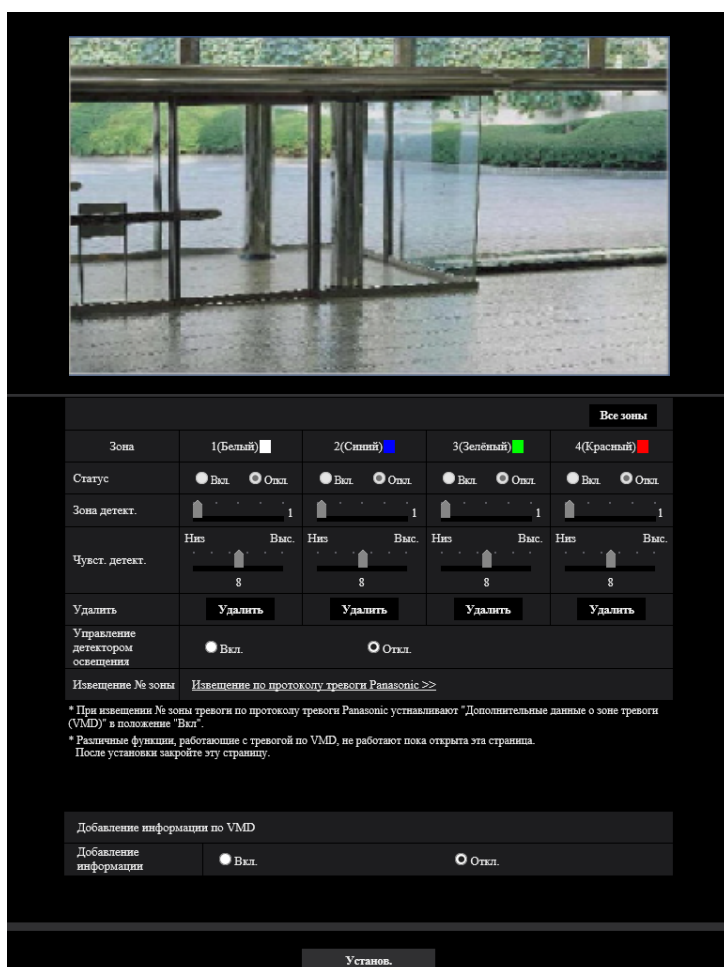 Все зоны
Зона 1(Белый) 2(Синий) 3(Зелёный) 4(Красный)
Статус Вкл. Откл. Вкл. Откл. Вкл. Откл. Вкл. Откл.
Зона детект. 1 1 1 1
Низ Выс. Низ Выс. Низ Выс. Низ Выс.
Чувст. детект.
8 8 8 8
Удалить Удалить Удалить Удалить Удалить
Управление
детектором
освещения
Вкл. Откл.
Извещение № зоны Извещение по протоколу тревоги Panasonic >>
* При извещении № зоны тревоги по протоколу тревоги Panasonic устнавливают "Дополнительные данные о зоне тревоги
(VMD)" в положение "Вкл".
* Различные функции, работающие с тревогой по VMD, не работают пока открыта эта страница.
После установки закройте эту страницу.
Добавление информации по VMD
Добавление
информации
Вкл. Откл.
Установ.